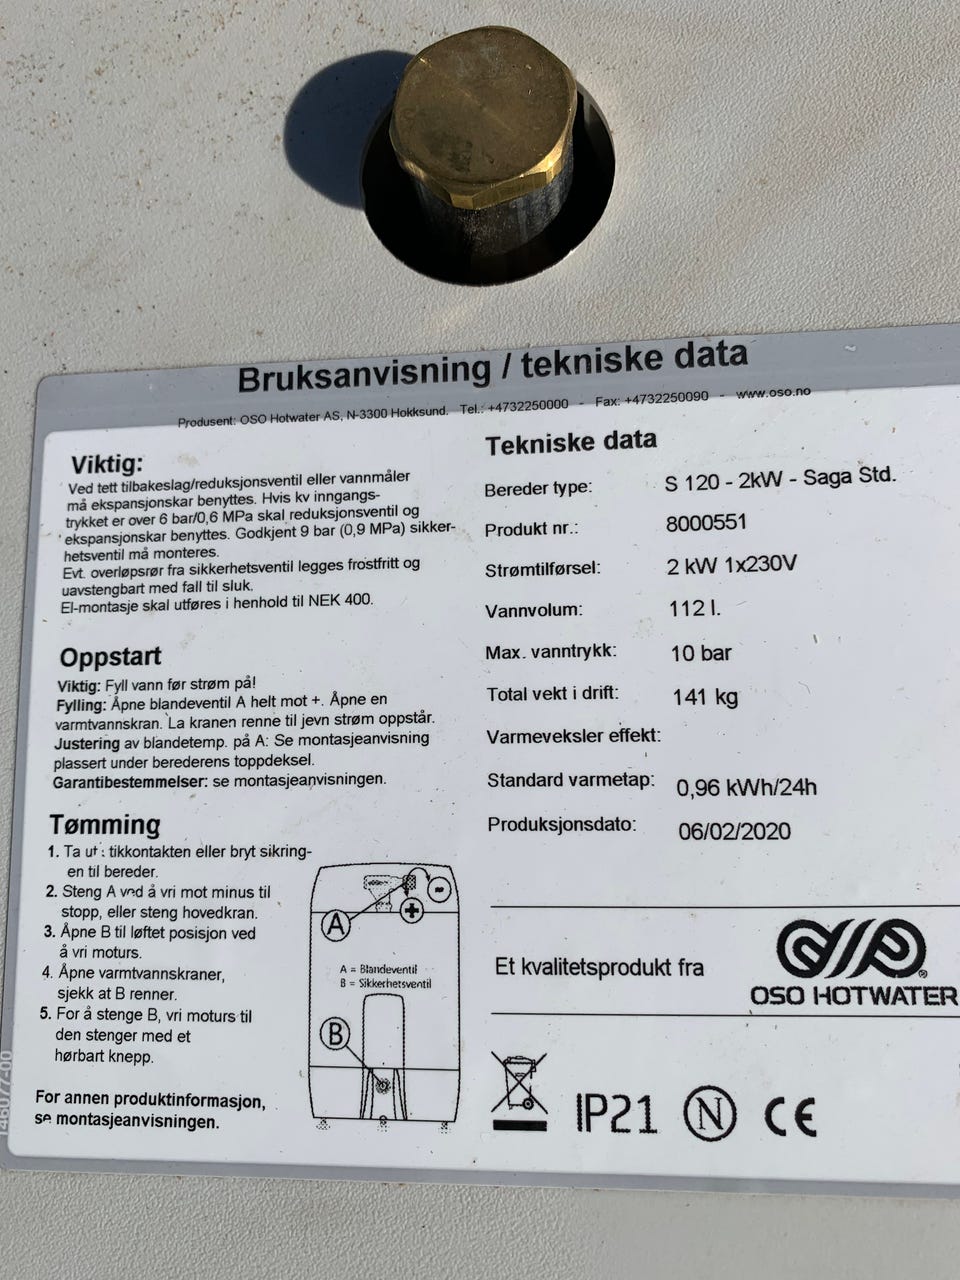 Bruksanvisning / tekniske data
Produsent: OSO Hotwater AS, N-3300 Hokksund. Tel.: +4732250000 - Fax: +4732250090 - www.oso.no
Viktig:
Ved tett tilbakeslag/reduksjonsventil eller vannmåler
må ekspansjonskar benyttes. Hvis kv inngangs-
trykket er over 6 bar/0,6 MPa skal reduksjonsventil og
ekspansjonskar benyttes. Godkjent 9 bar (0,9 MPa) sikker-
hetsventil må monteres.
Evt. overløpsrør fra sikkerhetsventil legges frostfritt og
uavstengbart med fall til sluk.
El-montasje skal utføres i henhold til NEK 400.
Oppstart
Viktig: Fyll vann før strøm på!
Fylling: Åpne blandeventil A helt mot +. Åpne en
varmtvannskran. La kranen renne til jevn strøm oppstår.
Justering av blandetemp. på A: Se montasjeanvisning
plassert under berederens toppdeksel.
Garantibestemmelser: se montasjeanvisningen.
Tømming
1. Ta ut tikkontakten eller bryt sikring-
en til bereder.
2. Steng A ved å vri mot minus til
stopp, eller steng hovedkran.
3. Åpne B til løftet posisjon ved
å vri moturs.
4. Åpne varmtvannskraner,
sjekk at B renner.
5. For å stenge B, vri moturs til
den stenger med et
hørbart knepp.
For annen produktinformasjon,
se montasjeanvisningen.
146077-00
- 
A +
A = Blandeventil
B = Sikkerhetsventil
B
Tekniske data
Bereder type: S 120 - 2kW - Saga Std.
Produkt nr.: 8000551
Strømtilførsel: 2 kW 1x230V
Vannvolum: 112 l.
Max. vanntrykk: 10 bar
Total vekt i drift: 141 kg
Varmeveksler effekt:
Standard varmetap: 0,96 kWh/24h
Produksjonsdato: 06/02/2020
Et kvalitetsprodukt fra
®
OSO HOTWATER
IP21 N CE